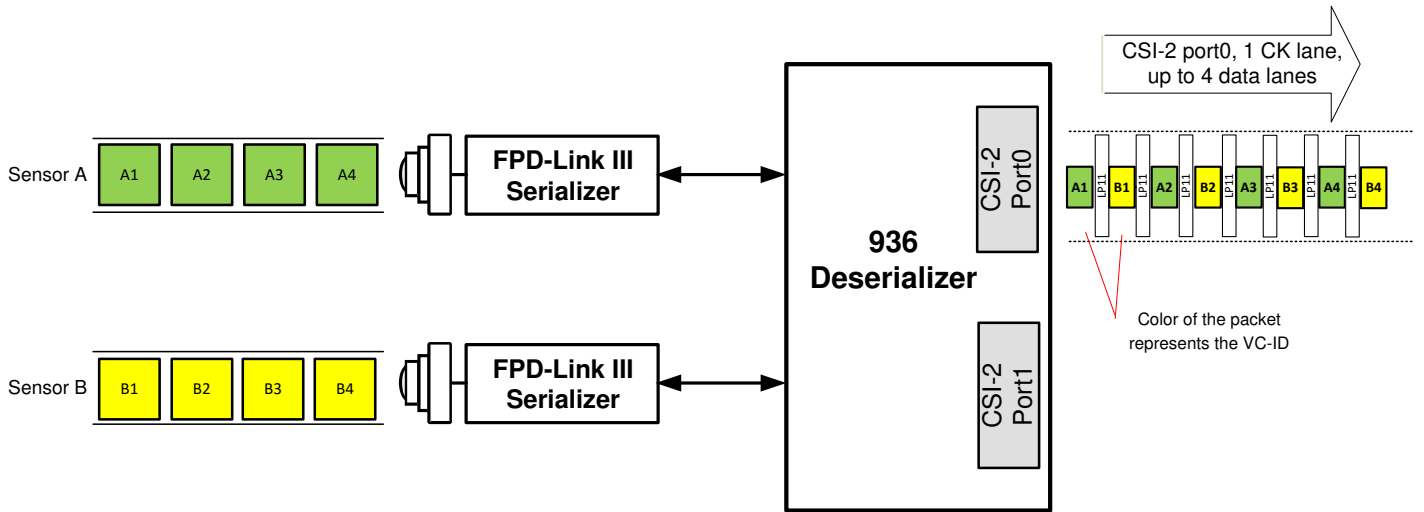 CSI-2 port0, 1 CK lane,
up to 4 data lanes
Sensor A
A1 A2 A3 A4
FPD-Link III
Serializer
CSI-2
Port0
A1 LP11 B1 LP11 A2 LP11 B2 LP11 A3 LP11 B3 LP11 A4 LP11 B4
936
Deserializer
Color of the packet
represents the VC-ID
Sensor B
B1 B2 B3 B4
FPD-Link III
Serializer
CSI-2
Port1